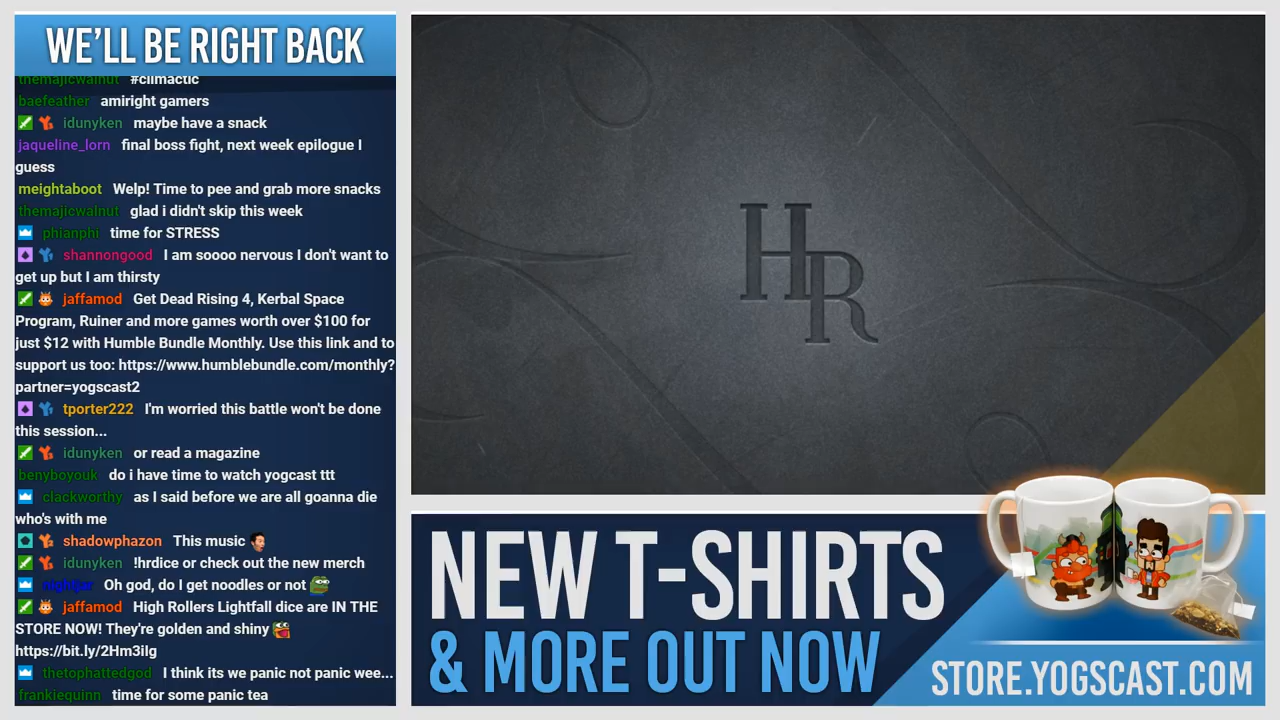 WE'LL BE RIGHT BACK
themajicwalnut #climactic
baefeather amiright gamers
idunyken maybe have a snack
jaqueline_lorn final boss fight, next week epilogue I
guess
meightaboot Welp! Time to pee and grab more snacks
themajicwalnut glad i didn't skip this week
phianphi time for STRESS
shannongood I am soooo nervous I don't want to
get up but I am thirsty
jaffamod Get Dead Rising 4, Kerbal Space
Program, Ruiner and more games worth over $100 for
just $12 with Humble Bundle Monthly. Use this link and to
support us too: https://www.humblebundle.com/monthly?
partner=yogscast2
tporter222 I'm worried this battle won't be done
this session...
idunyken or read a magazine
benyboyouk do i have time to watch yogcast ttt
clackworthy as I said before we are all goanna die
who's with me
shadowphazon This music
idunyken !hrdice or check out the new merch
Oh god, do I get noodles or not
jaffamod High Rollers Lightfall dice are IN THE
STORE NOW! They're golden and shiny
https://bit.ly/2Hm3ilg
thetophattedgod I think its we panic not panic wee...
frankiequinn time for some panic tea
HR
NEW T-SHIRTS
& MORE OUT NOW
STORE.YOGSCAST.COM